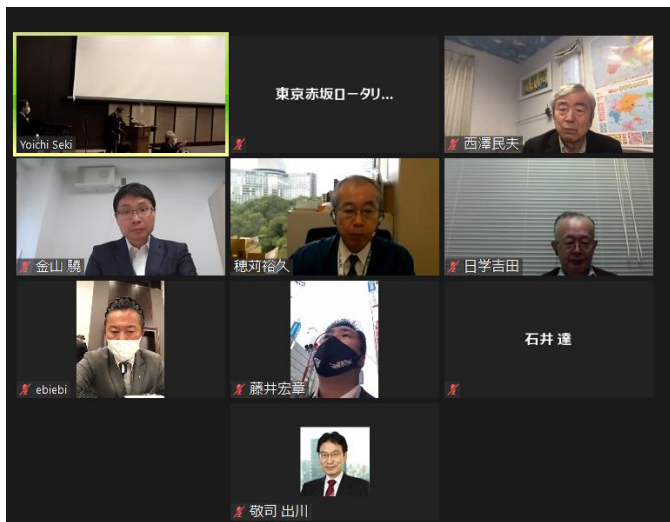 Yoichi Seki
東京赤坂ロータリ...
西澤民夫
金山 驍
穂苅裕久
日学吉田
ebiebi
藤井宏章
石井 達
敬司 出川